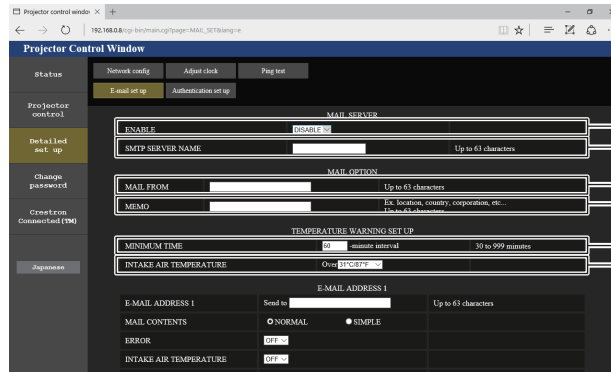 Projector control window
192.168.0.8/cgi-bin/main.cgi?page=MAIL_SET&lang=e
Projector Control Window
Status
Network config
Adjust clock
Ping test
E-mail set up
Authentication set up
Projector control
Detailed set up
Change password
Crestron Connected(TM)
Japanese
MAIL SERVER
ENABLE DISABLE
SMTP SERVER NAME Up to 63 characters
MAIL OPTION
MAIL FROM Up to 63 characters
MEMO Ex. location, country, corporation, etc...
Up to 63 characters
TEMPERATURE WARNING SET UP
MINIMUM TIME 60 -minute interval 30 to 999 minutes
INTAKE AIR TEMPERATURE Over 31°C/87°F
E-MAIL ADDRESS 1
E-MAIL ADDRESS 1 Send to Up to 63 characters
MAIL CONTENTS NORMAL SIMPLE
ERROR OFF
INTAKE AIR TEMPERATURE OFF